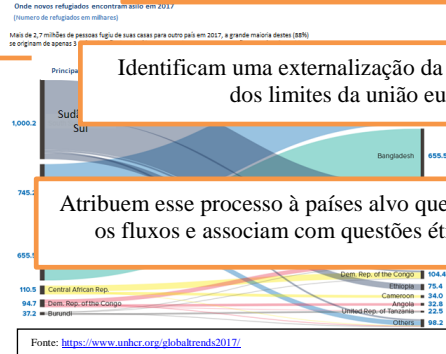 Onde novos refugiados encontram asilo em 2017
(Numero de refugiados em milhares)
Mais de 2,7 milhões de pessoas fugiu de suas casas para outro país em 2017, a grande maioria destes (88%)
se originam de apenas 3
Principa
Identificam uma externalização da
dos limites da união eu
Sud
Sul
1,000.2
Bangladesh 655.5
745.2
Atribuem esse processo à países alvo que
os fluxos e associam com questões ét
655.5
Dem. Rep. of the Congo 104.4
110.5 Central African Rep.
Ethiopia 75.4
Cameroon 34.0
94.7 Dem. Rep. of the Congo
Angola 32.8
37.2 Burundi
United Rep. of Tanzania 22.5
Others 98.2
Fonte: https://www.unhcr.org/globaltrends2017/